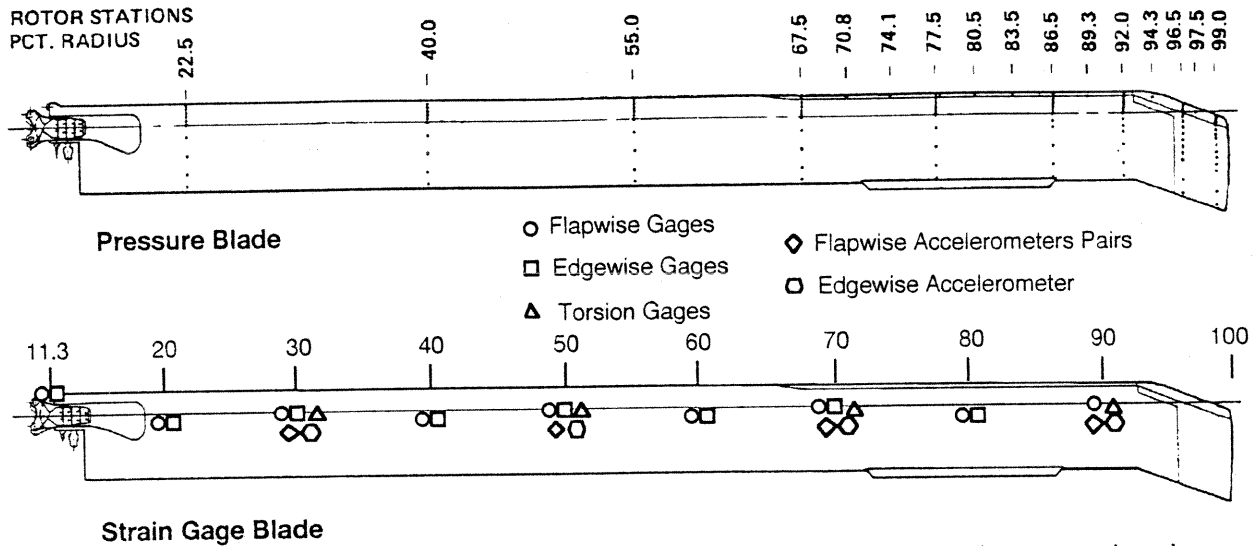 ROTOR STATIONS
PCT. RADIUS
22.5
40.0
55.0
67.5
70.8
74.1
77.5
80.5
83.5
86.5
89.3
92.0
94.3
96.5
97.5
99.0
Pressure Blade
Flapwise Gages
Edgewise Gages
Torsion Gages
Flapwise Accelerometers Pairs
Edgewise Accelerometer
11.3 20 30 40 50 60 70 80 90 100
Strain Gage Blade